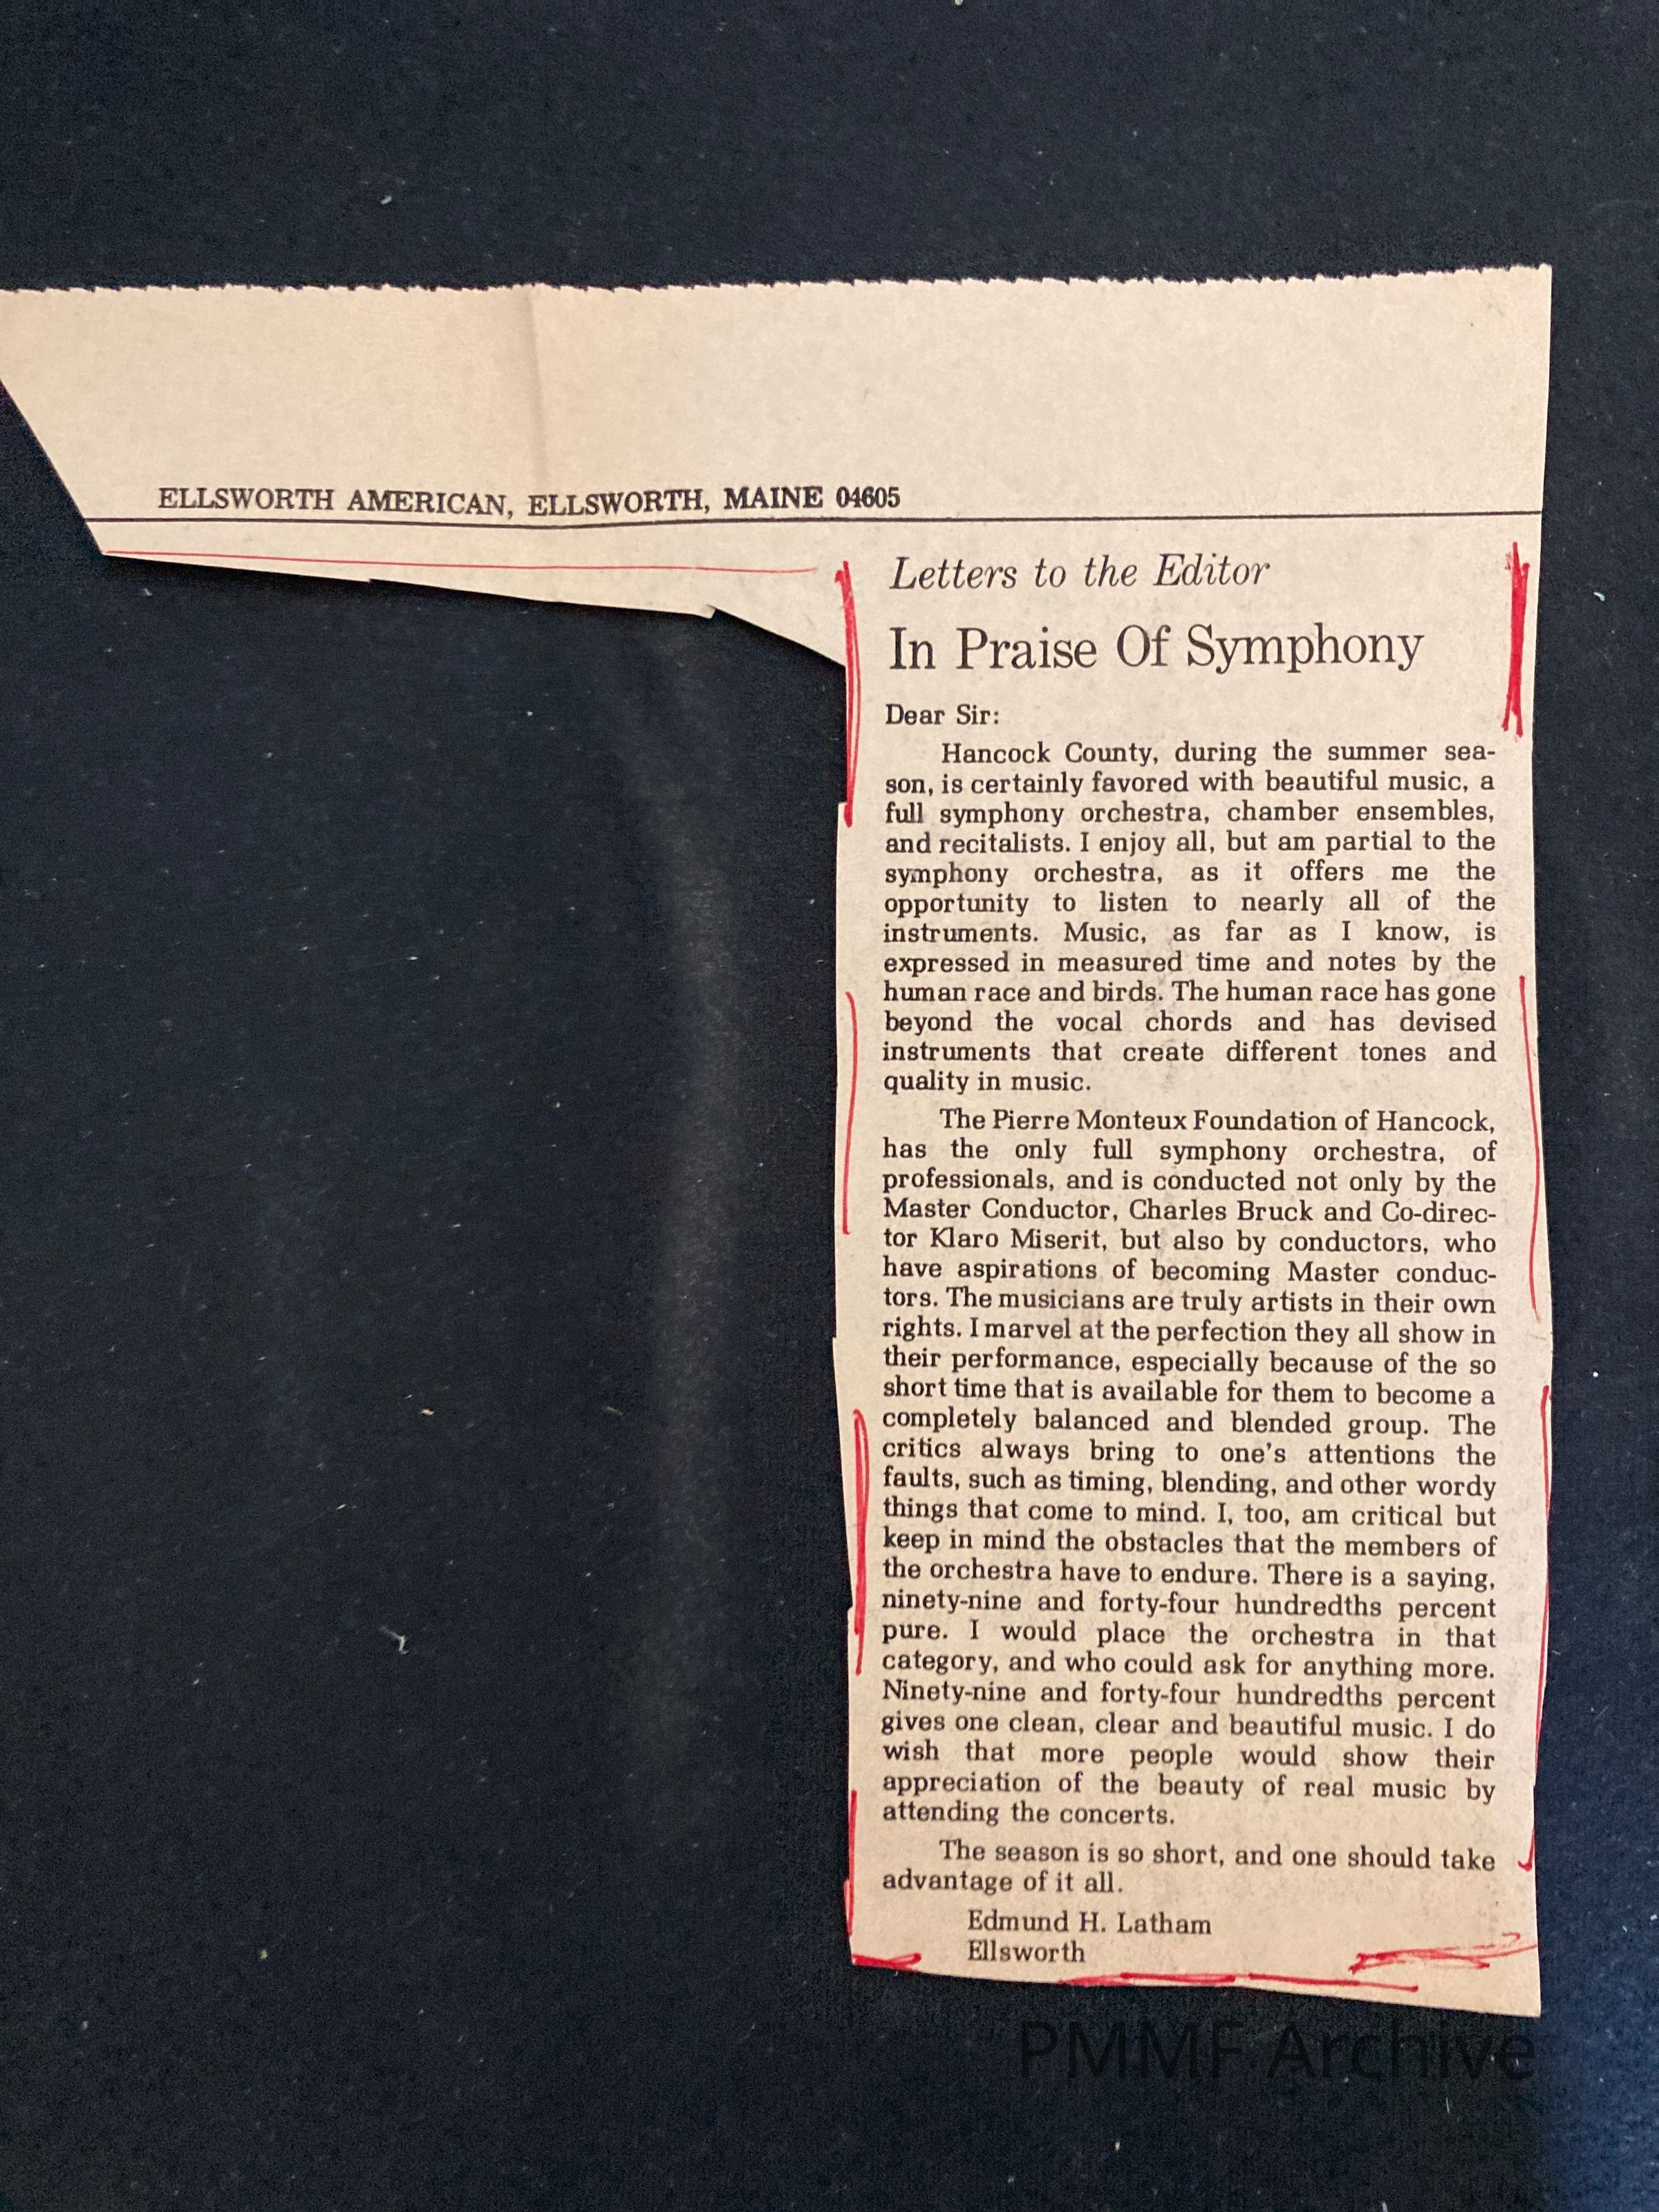 ELLSWORTH AMERICAN, ELLSWORTH, MAINE 04605
Letters to the Editor
In Praise Of Symphony
Dear Sir:
Hancock County, during the summer sea-
son, is certainly favored with beautiful music, a
full symphony orchestra, chamber ensembles,
and recitalists. I enjoy all, but am partial to the
symphony orchestra, as it offers me the
opportunity to listen to nearly all of the
instruments. Music, as far as I know, is
expressed in measured time and notes by the
human race and birds. The human race has gone
beyond the vocal chords and has devised
instruments that create different tones and
quality in music.
The Pierre Monteux Foundation of Hancock,
has the only full symphony orchestra, of
professionals, and is conducted not only by the
Master Conductor, Charles Bruck and Co-direc-
tor Klaro Miserit, but also by conductors, who
have aspirations of becoming Master conduc-
tors. The musicians are truly artists in their own
rights. I marvel at the perfection they all show in
their performance, especially because of the so
short time that is available for them to become a
completely balanced and blended group. The
critics always bring to one's attentions the
faults, such as timing, blending, and other wordy
things that come to mind. I, too, am critical but
keep in mind the obstacles that the members of
the orchestra have to endure. There is a saying,
ninety-nine and forty-four hundredths percent
pure. I would place the orchestra in that
category, and who could ask for anything more.
Ninety-nine and forty-four hundredths percent
gives one clean, clear and beautiful music. I do
wish that more people would show their
appreciation of the beauty of real music by
attending the concerts.
The season is so short, and one should take
advantage of it all.
Edmund H. Latham
Ellsworth
PMMF Archive